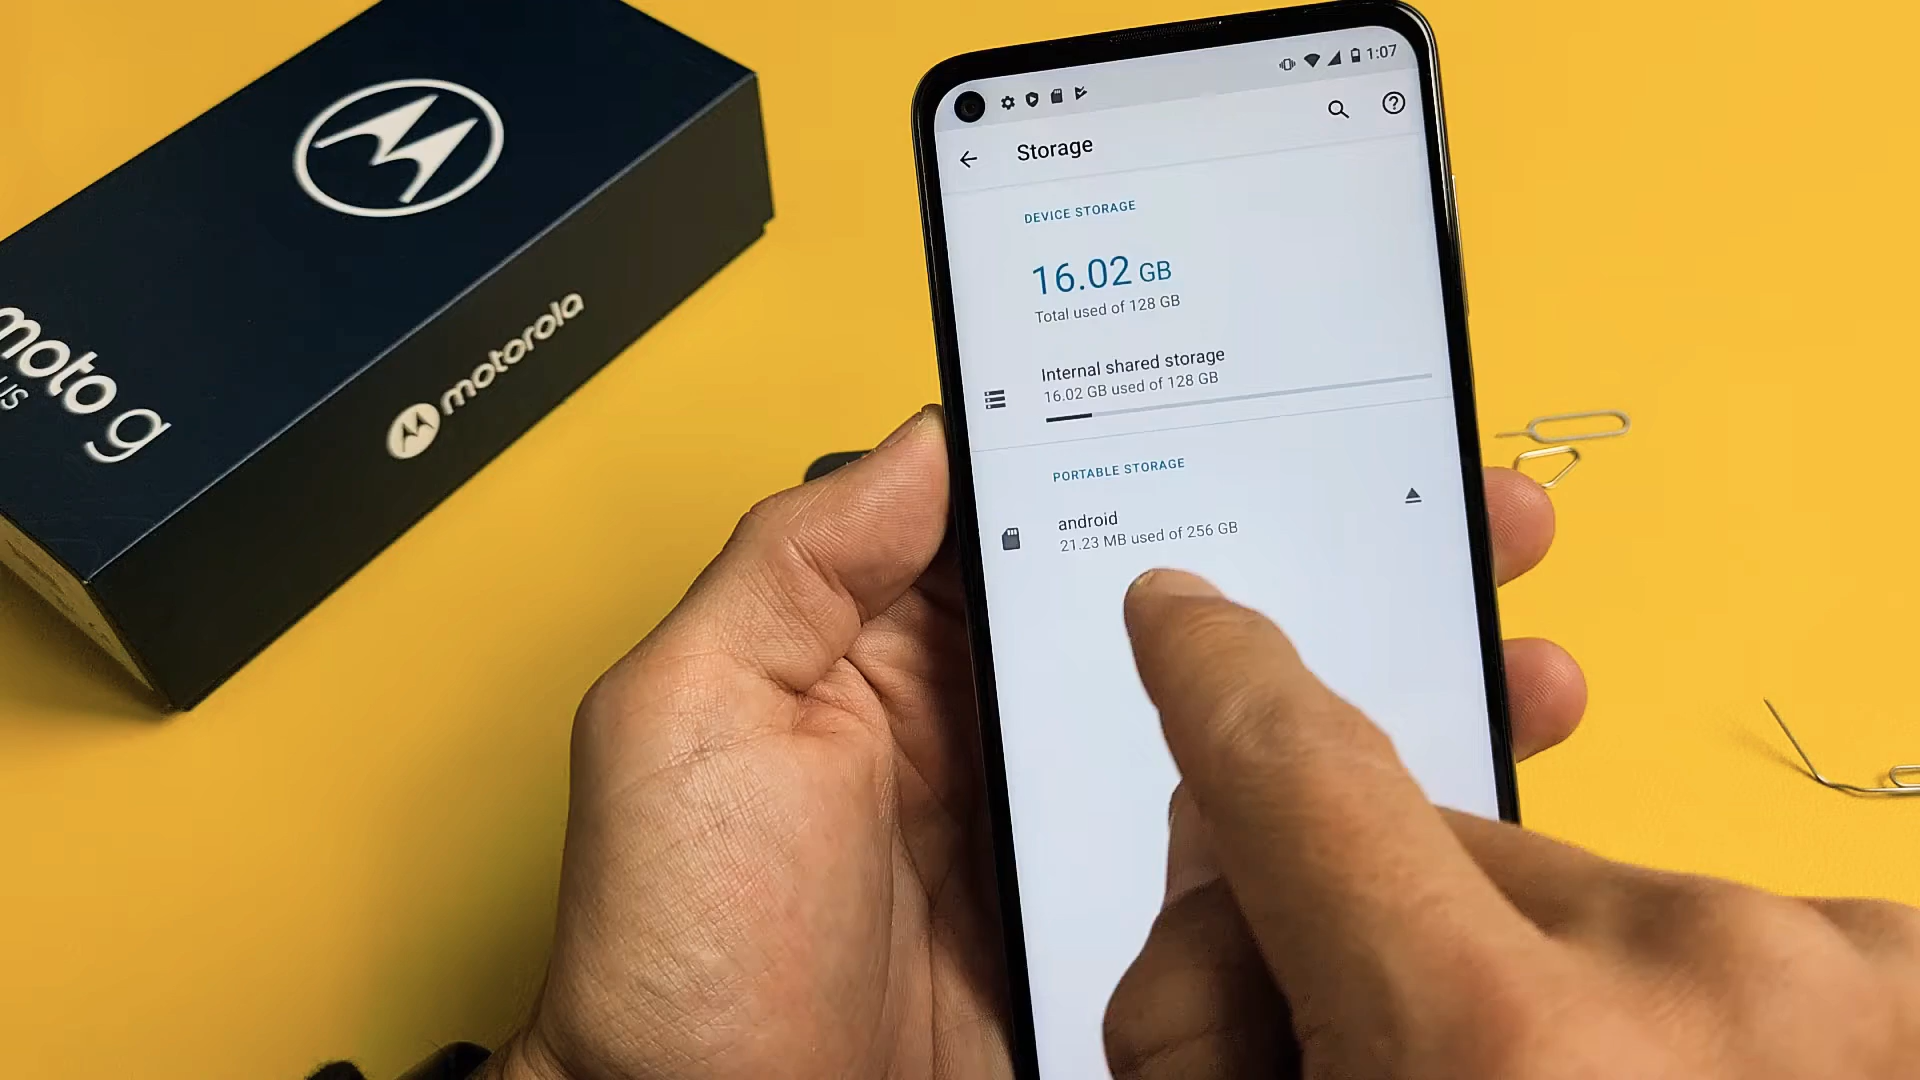 moto g
us
motorola
1:07
Storage
DEVICE STORAGE
16.02 GB
Total used of 128 GB
Internal shared storage
16.02 GB used of 128 GB
PORTABLE STORAGE
android
21.23 MB used of 256 GB